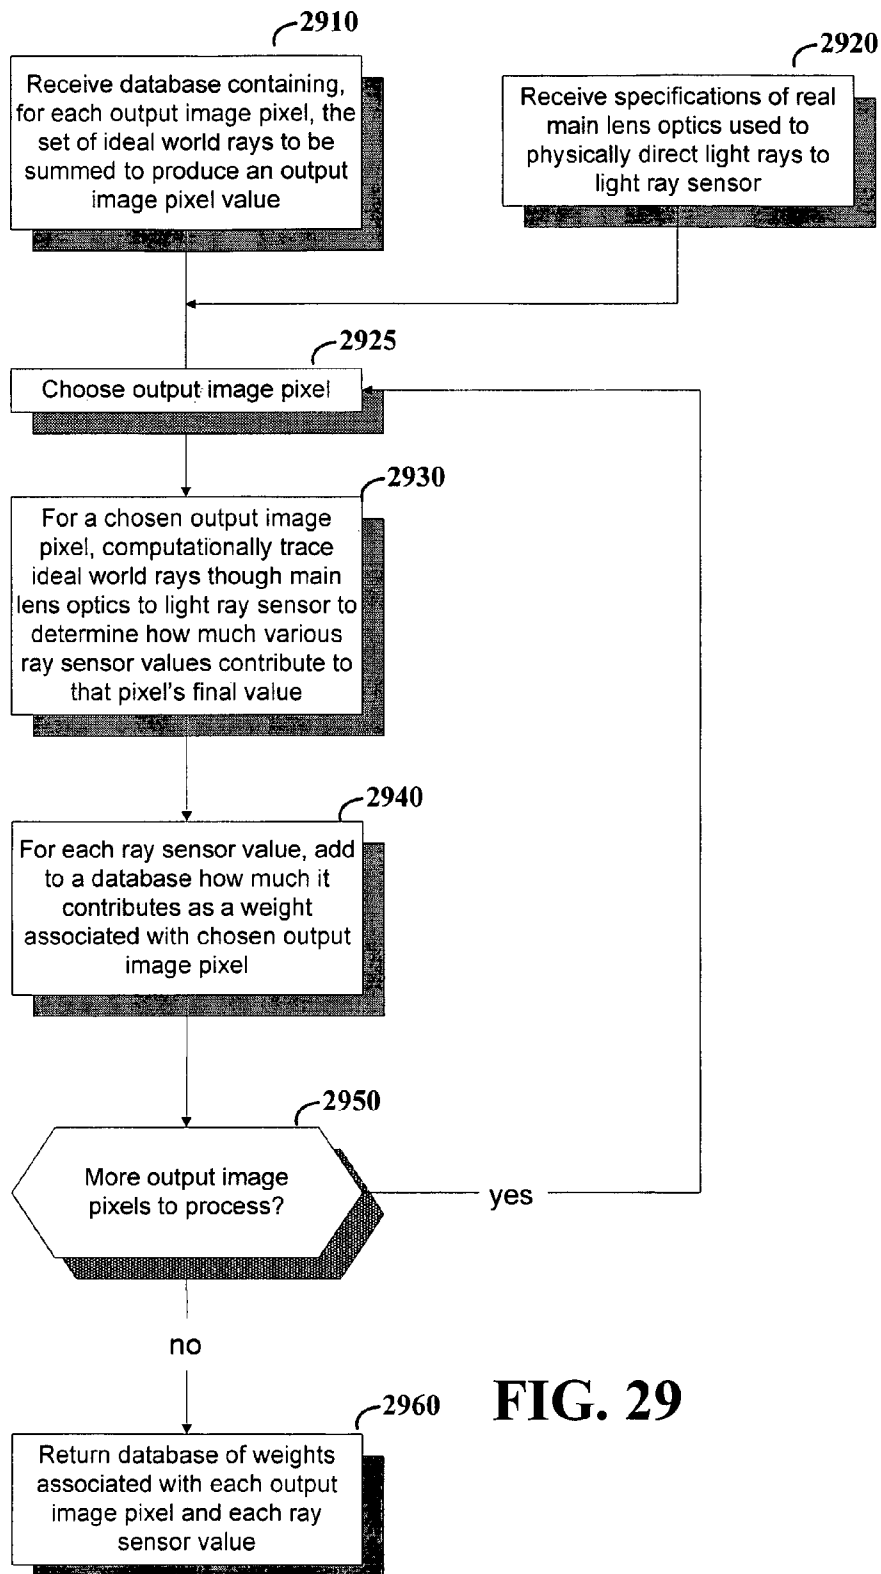 2910
Receive database containing,
for each output image pixel, the
set of ideal world rays to be
summed to produce an output
image pixel value
2920
Receive specifications of real
main lens optics used to
physically direct light rays to
light ray sensor
2925
Choose output image pixel
2930
For a chosen output image
pixel, computationally trace
ideal world rays though main
lens optics to light ray sensor to
determine how much various
ray sensor values contribute to
that pixel's final value
2940
For each ray sensor value, add
to a database how much it
contributes as a weight
associated with chosen output
image pixel
2950
More output image
pixels to process?
yes
no
2960
Return database of weights
associated with each output
image pixel and each ray
sensor value
FIG. 29